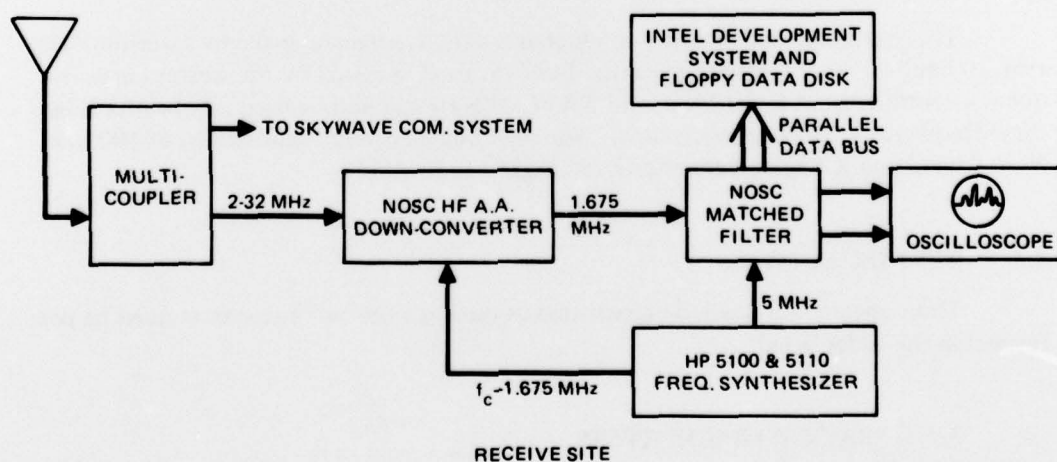 INTEL DEVELOPMENT
SYSTEM AND
FLOPPY DATA DISK
TO SKYWAVE COM. SYSTEM
PARALLEL
DATA BUS
MULTI-
COUPLER
2-32 MHz
NOSC HF A.A.
DOWN-CONVERTER
1.675
MHz
NOSC
MATCHED
FILTER
OSCILLOSCOPE
5 MHz
HP 5100 & 5110
FREQ. SYNTHESIZER
fc-1.675 MHz
RECEIVE SITE